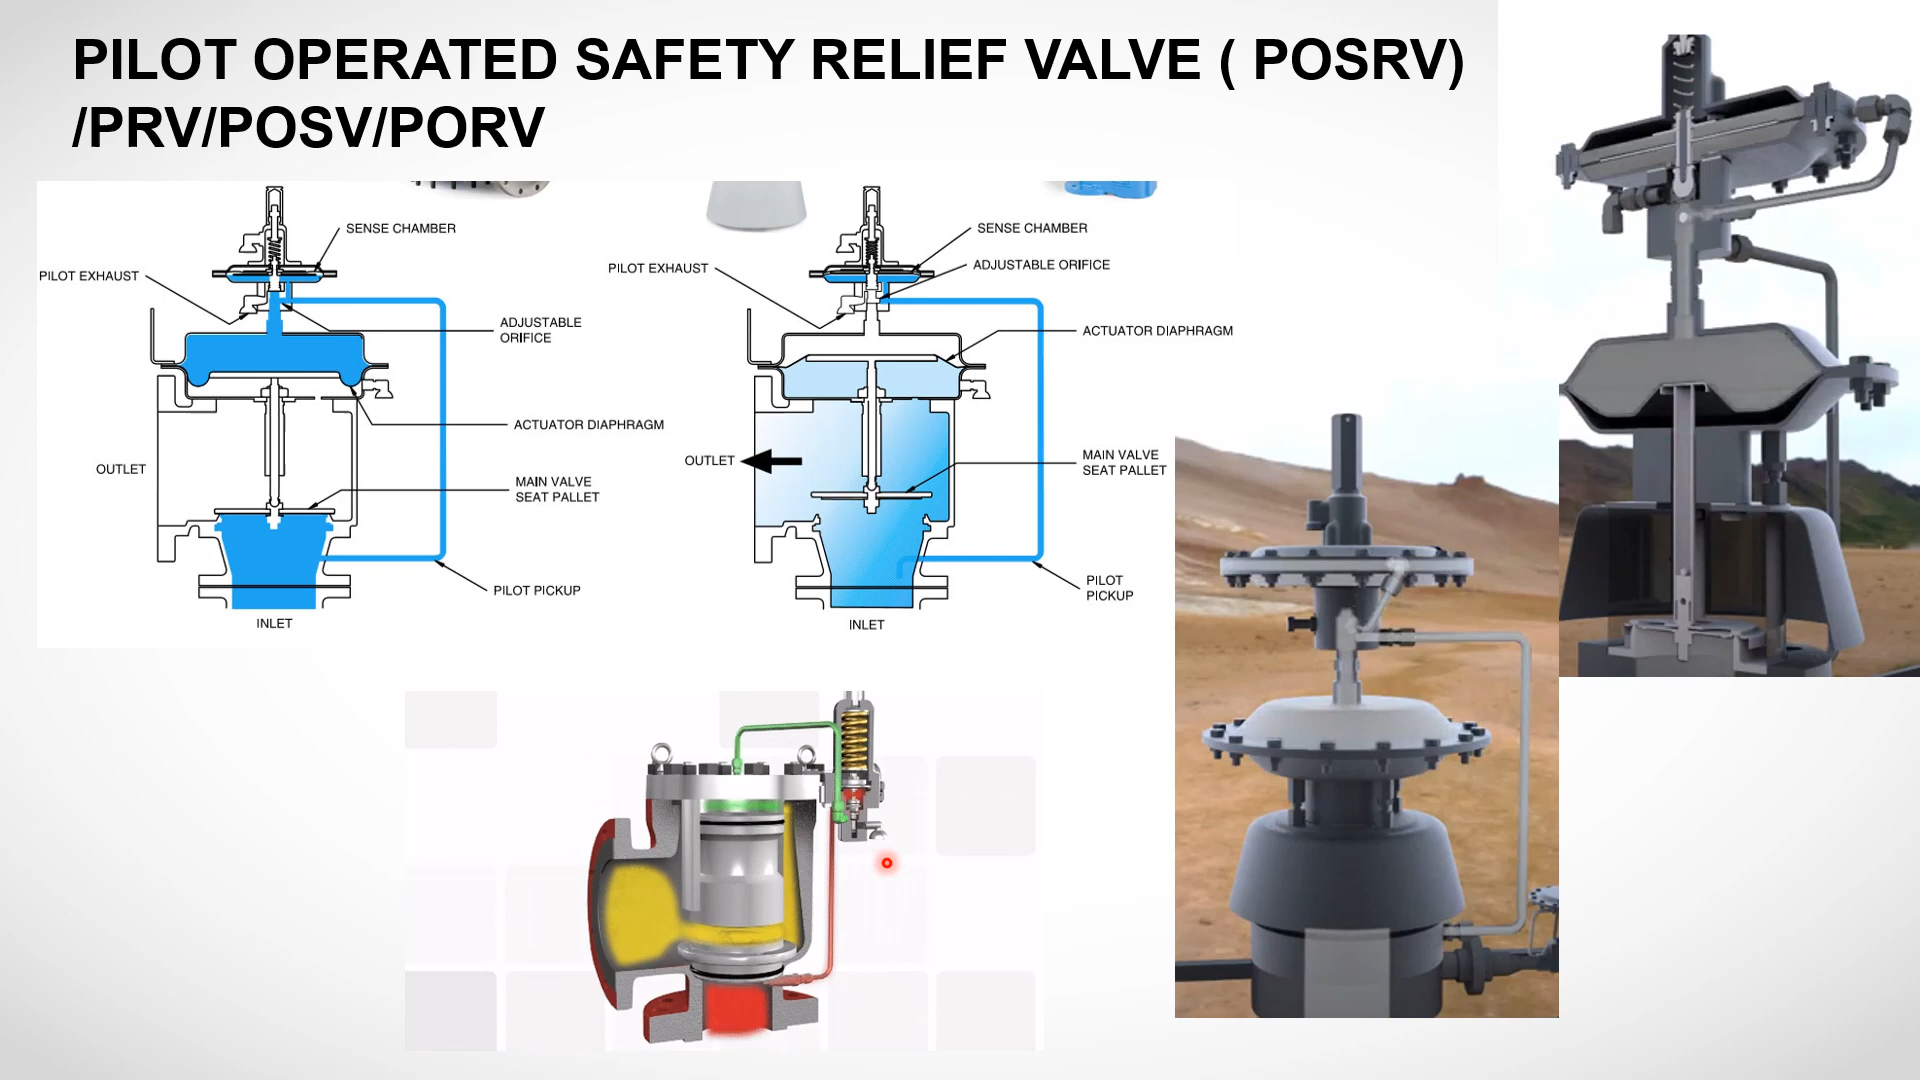 PILOT OPERATED SAFETY RELIEF VALVE ( POSRV)
/PRV/POSV/PORV
SENSE CHAMBER
PILOT EXHAUST
ADJUSTABLE
ORIFICE
ACTUATOR DIAPHRAGM
OUTLET
MAIN VALVE
SEAT PALLET
PILOT PICKUP
INLET
SENSE CHAMBER
ADJUSTABLE ORIFICE
PILOT EXHAUST
ACTUATOR DIAPHRAGM
OUTLET
MAIN VALVE
SEAT PALLET
PILOT
PICKUP
INLET